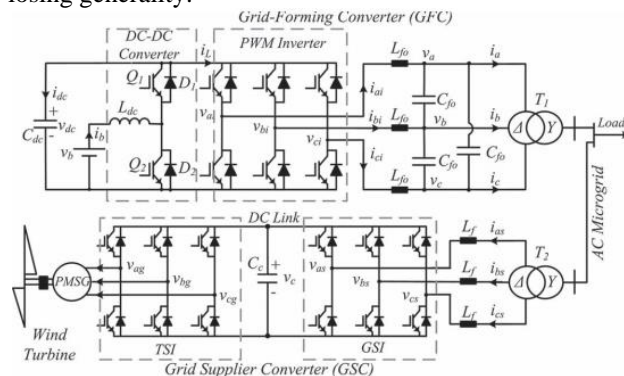 losing generality.
Grid-Forming Converter (GFC)
DC-DC Converter
PWM Inverter
i_L
L_fo
v_a
i_a
Q_1
D_1
i_dc
v_ai
i_ai
C_fo
T_1
L_dc
C_dc
+
v_dc
-
i_b
v_bi
i_bi
L_fo
v_b
i_b
Δ
Y
Load
v_b
Q_2
D_2
v_ci
i_ci
C_fo
C_fo
L_fo
v_c
i_c
AC Microgrid
DC Link
L_f
i_as
PMSG
v_ag
v_bg
v_cg
C_c
+
v_c
-
v_as
v_bs
v_cs
L_f
i_bs
T_2
Δ
Y
L_f
i_cs
Wind Turbine
TSI
GSI
Grid Supplier Converter (GSC)